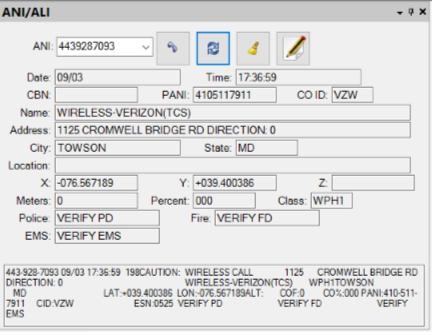 ANI/ALI
ANI: 4439287093
Date: 09/03 Time: 17:36:59
CBN: PANI: 4105117911 CO ID: VZW
Name: WIRELESS-VERIZON(TCS)
Address: 1125 CROMWELL BRIDGE RD DIRECTION: 0
City: TOWSON State: MD
Location:
X: -076.567189 Y: +039.400386 Z:
Meters: 0 Percent: 000 Class: WPH1
Police: VERIFY PD Fire: VERIFY FD
EMS: VERIFY EMS
443-928-7093 09/03 17:36:59 198CAUTION: WIRELESS CALL 1125 CROMWELL BRIDGE RD
DIRECTION: 0 WIRELESS-VERIZON(TCS) WPH1TOWSON
MD LAT:+039.400386 LON:-076.567189ALT: COF:0 CO%:000 PANI:410-511-
7911 CID:VZW ESN:0525 VERIFY PD VERIFY FD VERIFY
EMS